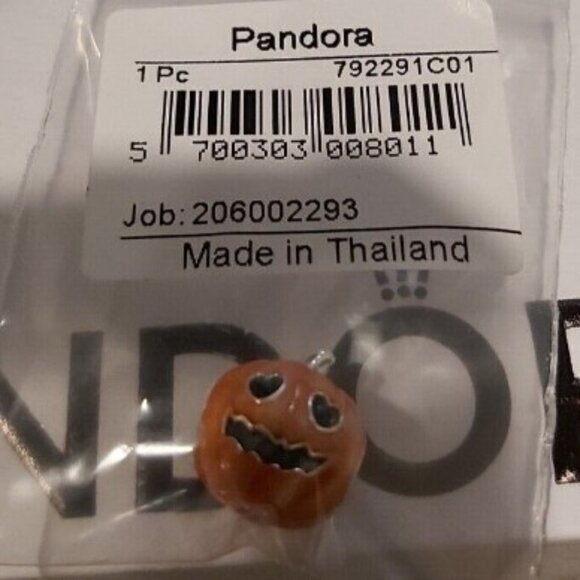 Pandora
1 Pc 792291C01
5 700303 008011
Job: 206002293
Made in Thailand
NDO